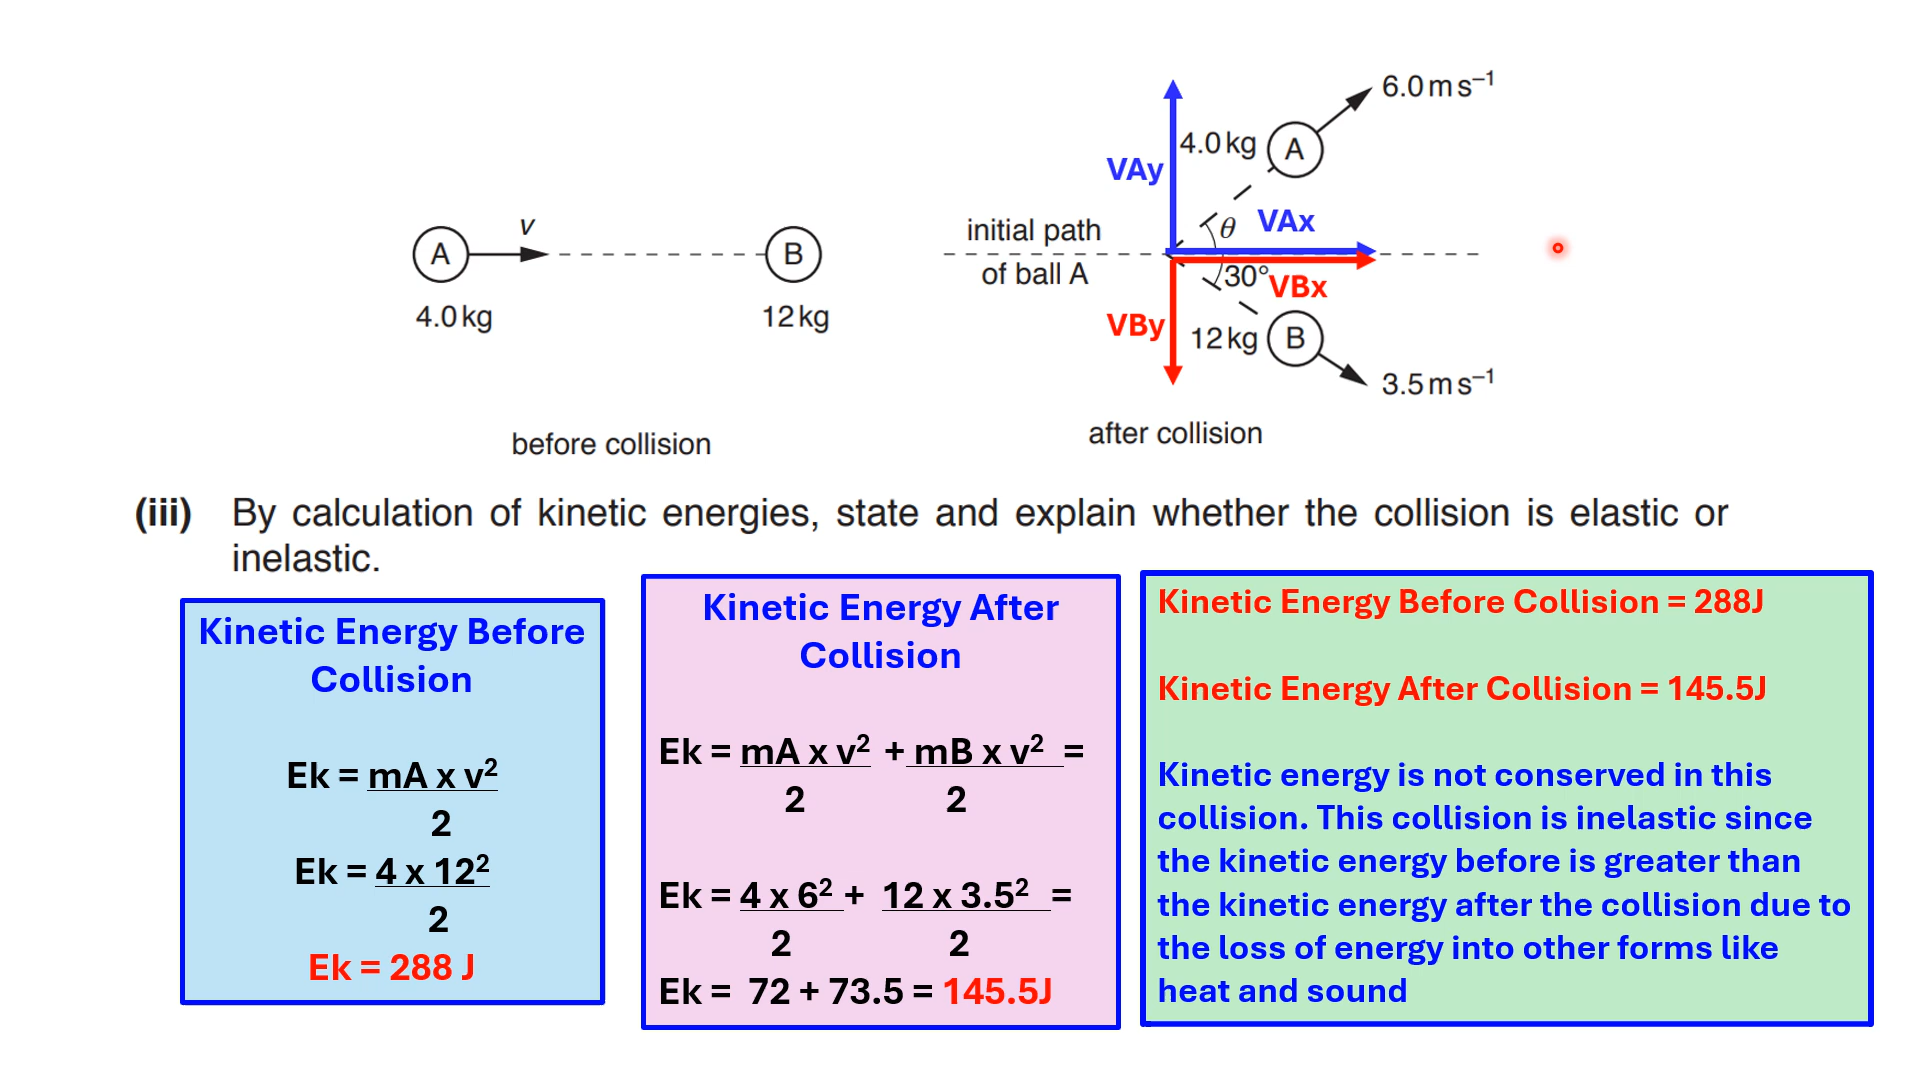 v
A
B
4.0 kg
12 kg
before collision
6.0 m s⁻¹
4.0 kg
A
VAy
initial path
of ball A
θ
VAx
30°
VBx
VBy
12 kg
B
3.5 m s⁻¹
after collision
(iii) By calculation of kinetic energies, state and explain whether the collision is elastic or
inelastic.
Kinetic Energy Before
Collision
Ek = mA x v²
2
Ek = 4 x 12²
2
Ek = 288 J
Kinetic Energy After
Collision
Ek = mA x v² + mB x v² =
2 2
Ek = 4 x 6² + 12 x 3.5² =
2 2
Ek = 72 + 73.5 = 145.5J
Kinetic Energy Before Collision = 288J
Kinetic Energy After Collision = 145.5J
Kinetic energy is not conserved in this
collision. This collision is inelastic since
the kinetic energy before is greater than
the kinetic energy after the collision due to
the loss of energy into other forms like
heat and sound